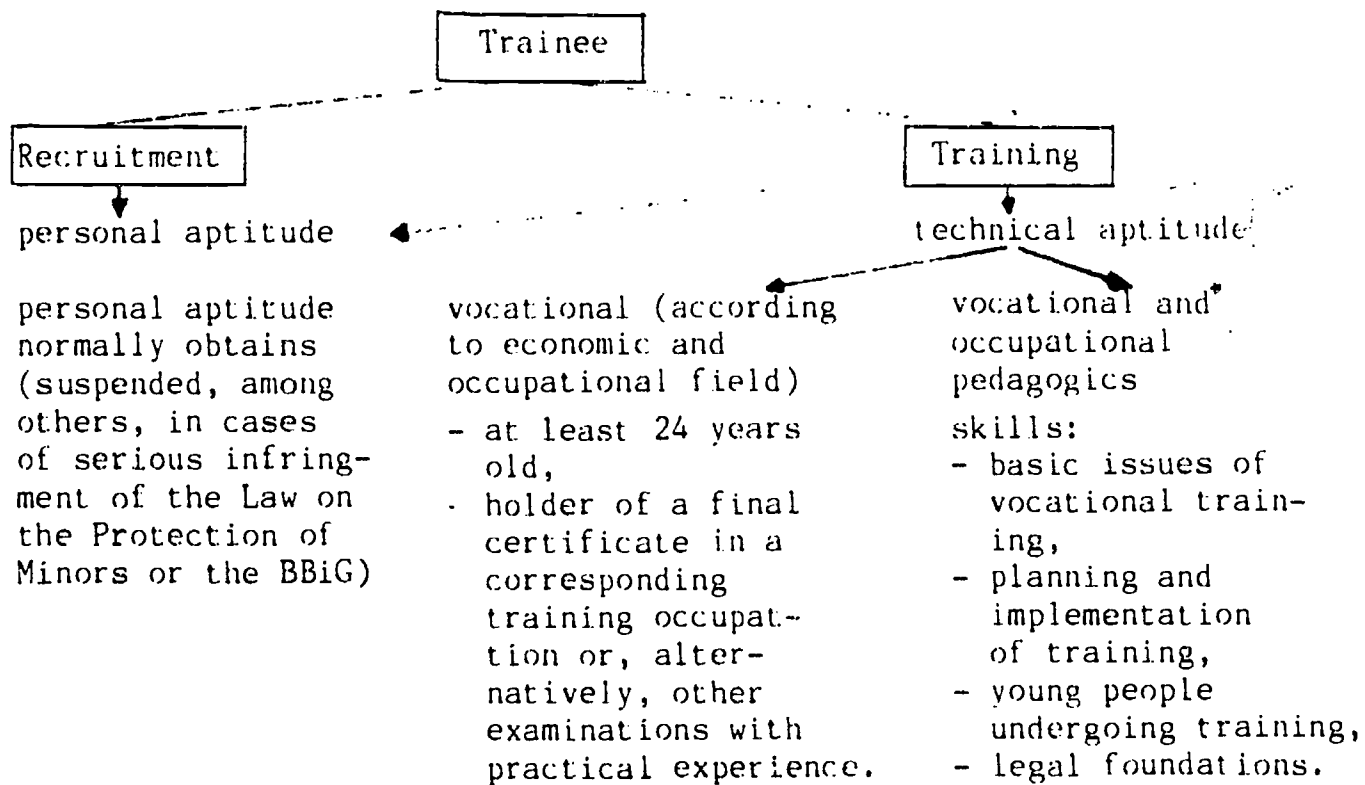 Trainee
Recruitment
Training
personal aptitude
technical aptitude
personal aptitude
normally obtains
(suspended, among
others, in cases
of serious infring-
ment of the Law on
the Protection of
Minors or the BBiG)
vocational (according
to economic and
occupational field)
- at least 24 years
old,
- holder of a final
certificate in a
corresponding
training occupat-
tion or, alter-
natively, other
examinations with
practical experience.
vocational and*
occupational
pedagogics
skills:
- basic issues of
vocational train-
ing,
- planning and
implementation
of training,
- young people
undergoing training,
- legal foundations.